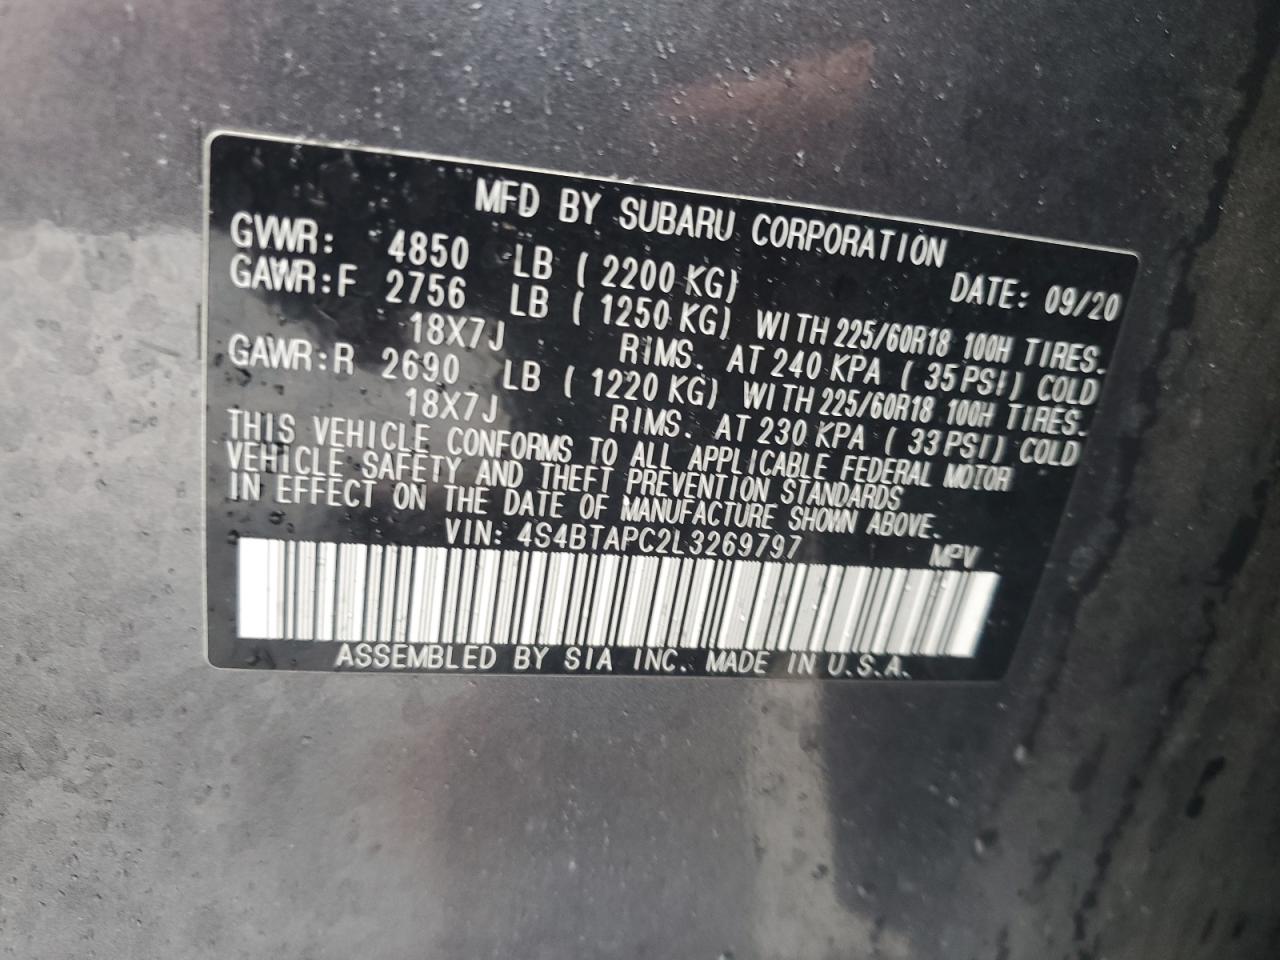 MFD BY SUBARU CORPORATION
DATE: 09/20
GVWR: 4850 LB (2200 KG)
GAWR:F 2756 LB (1250 KG) WITH 225/60R18 100H TIRES.
18X7J RIMS. AT 240 KPA (35PSI) COLD
GAWR:R 2690 LB (1220 KG) WITH 225/60R18 100H TIRES.
18X7J RIMS. AT 230 KPA (33PSI) COLD
THIS VEHICLE CONFORMS TO ALL APPLICABLE FEDERAL MOTOR
VEHICLE SAFETY AND THEFT PREVENTION STANDARDS
IN EFFECT ON THE DATE OF MANUFACTURE SHOWN ABOVE.
VIN: 4S4BTAPC2L3269797 MPV
ASSEMBLED BY SIA INC. MADE IN U.S.A.